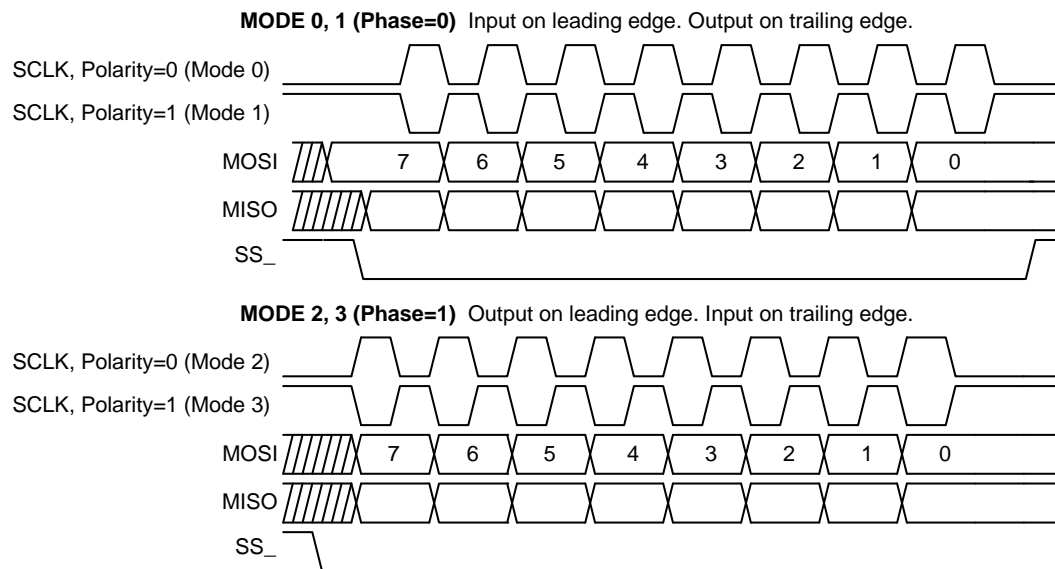 MODE 0, 1 (Phase=0) Input on leading edge. Output on trailing edge.
SCLK, Polarity=0 (Mode 0)
SCLK, Polarity=1 (Mode 1)
MOSI 7 6 5 4 3 2 1 0
MISO
SS_
MODE 2, 3 (Phase=1) Output on leading edge. Input on trailing edge.
SCLK, Polarity=0 (Mode 2)
SCLK, Polarity=1 (Mode 3)
MOSI 7 6 5 4 3 2 1 0
MISO
SS_